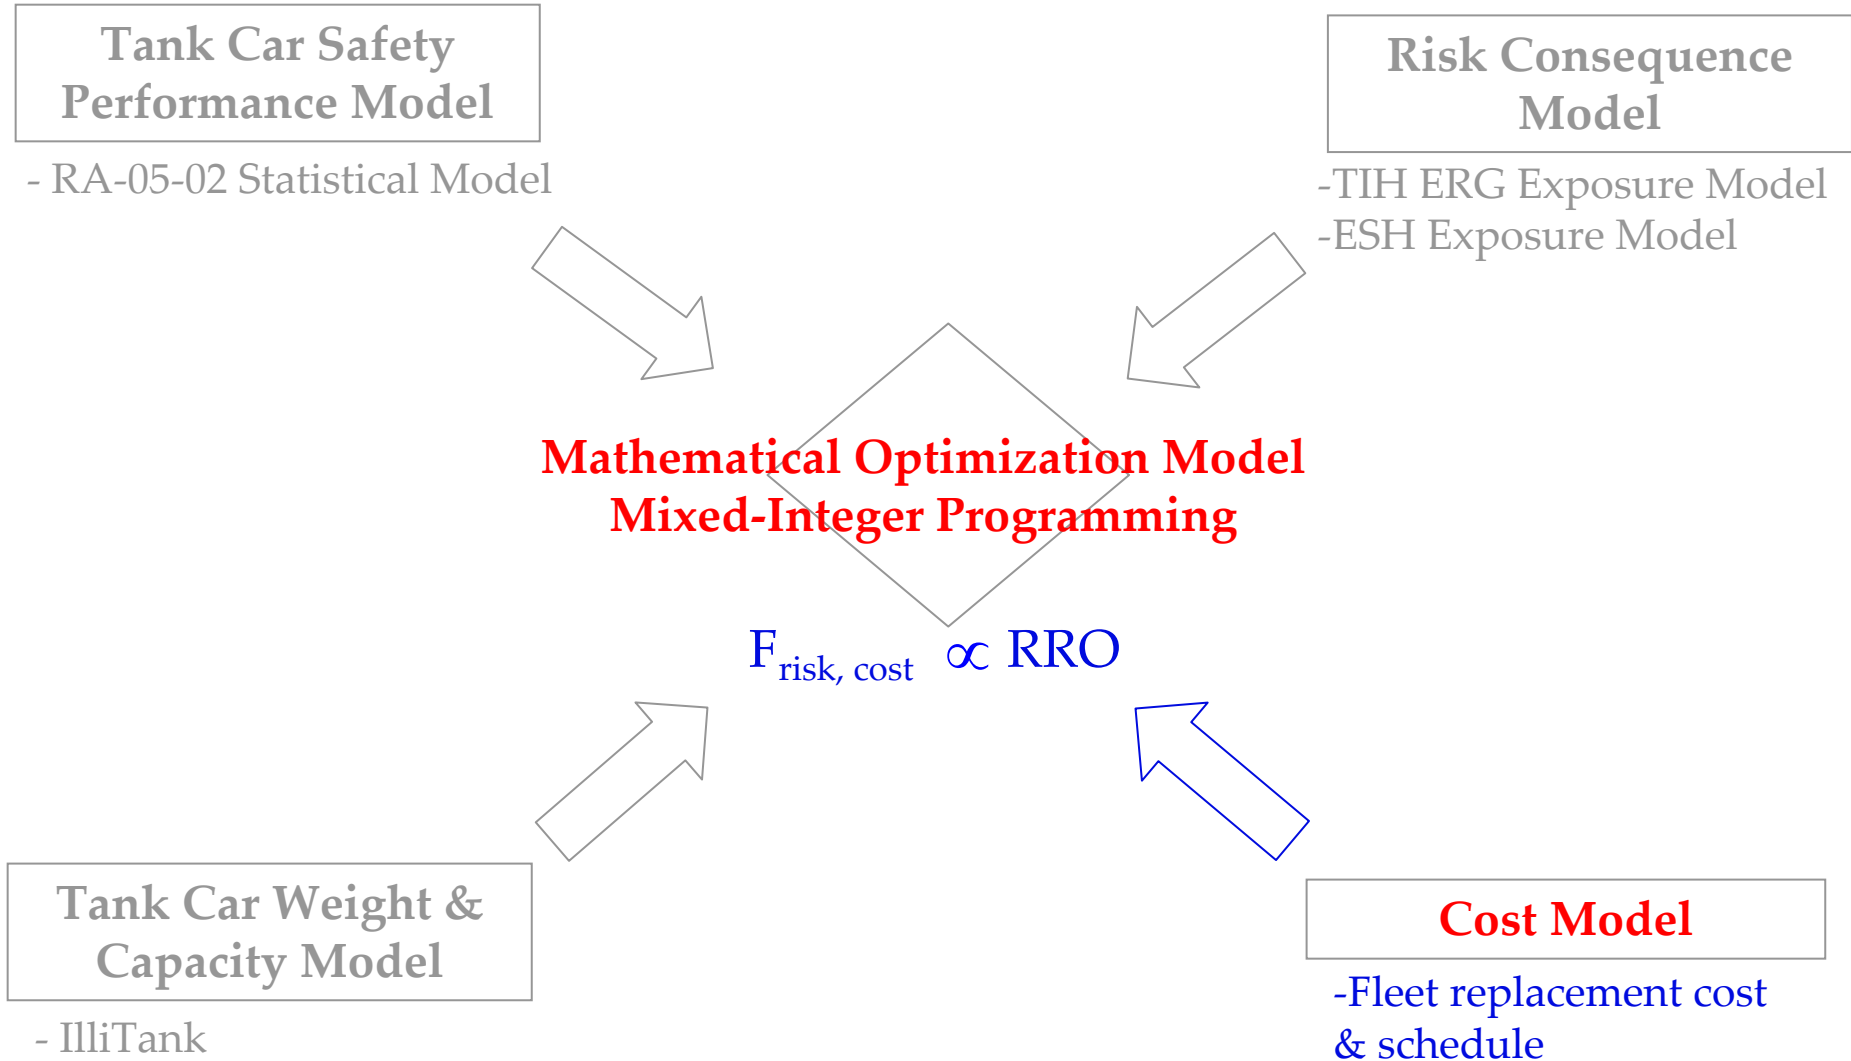 Tank Car Safety
Performance Model
- RA-05-02 Statistical Model
Risk Consequence
Model
-TIH ERG Exposure Model
-ESH Exposure Model
Mathematical Optimization Model
Mixed-Integer Programming
F risk, cost ∝ RRO
Tank Car Weight &
Capacity Model
- IlliTank
Cost Model
-Fleet replacement cost
& schedule